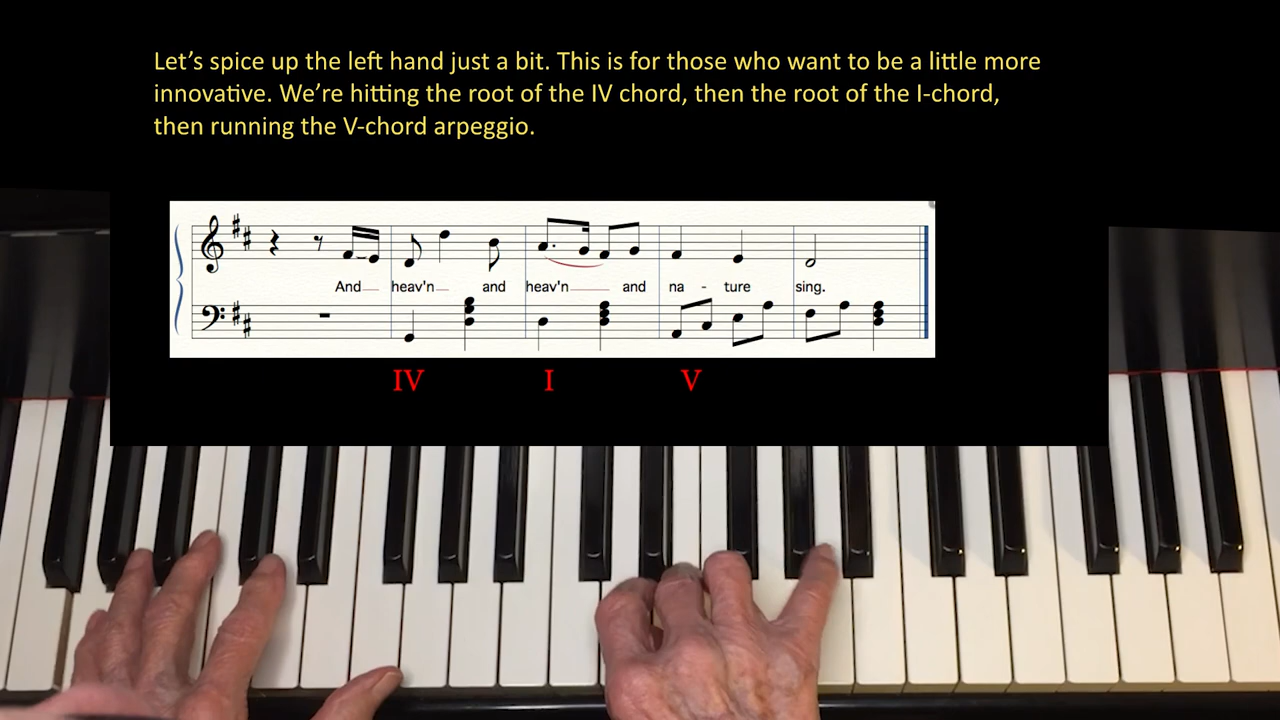 Let's spice up the left hand just a bit. This is for those who want to be a little more
innovative. We're hitting the root of the IV chord, then the root of the I-chord,
then running the V-chord arpeggio.
And heav'n and heav'n and na - ture sing.
IV I V